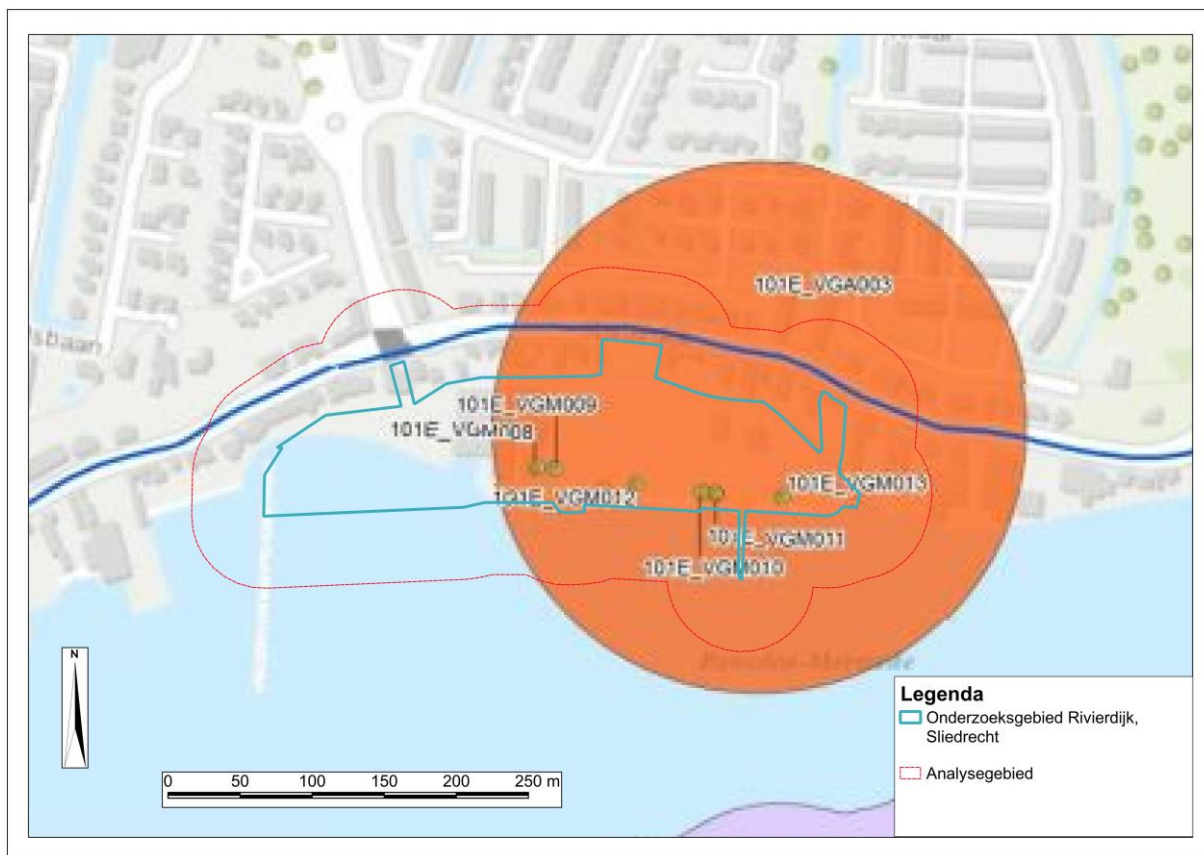 101E_VGA003
101E_VGM009
101E_VGM008
101E_VGM012
101E_VGM013
101E_VGM011
101E_VGM010
N
0 50 100 150 200 250 m
Legenda
Onderzoeksgebied Rivierdijk,
Sliedrecht
Analysegebied